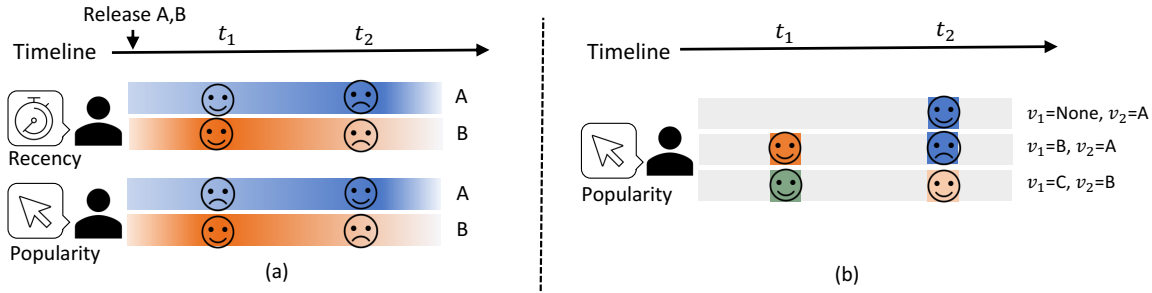 Release A,B
Timeline
t₁
t₂
A
B
Recency
A
B
Popularity
(a)
Timeline
t₁
t₂
v₁=None, v₂=A
v₁=B, v₂=A
v₁=C, v₂=B
Popularity
(b)